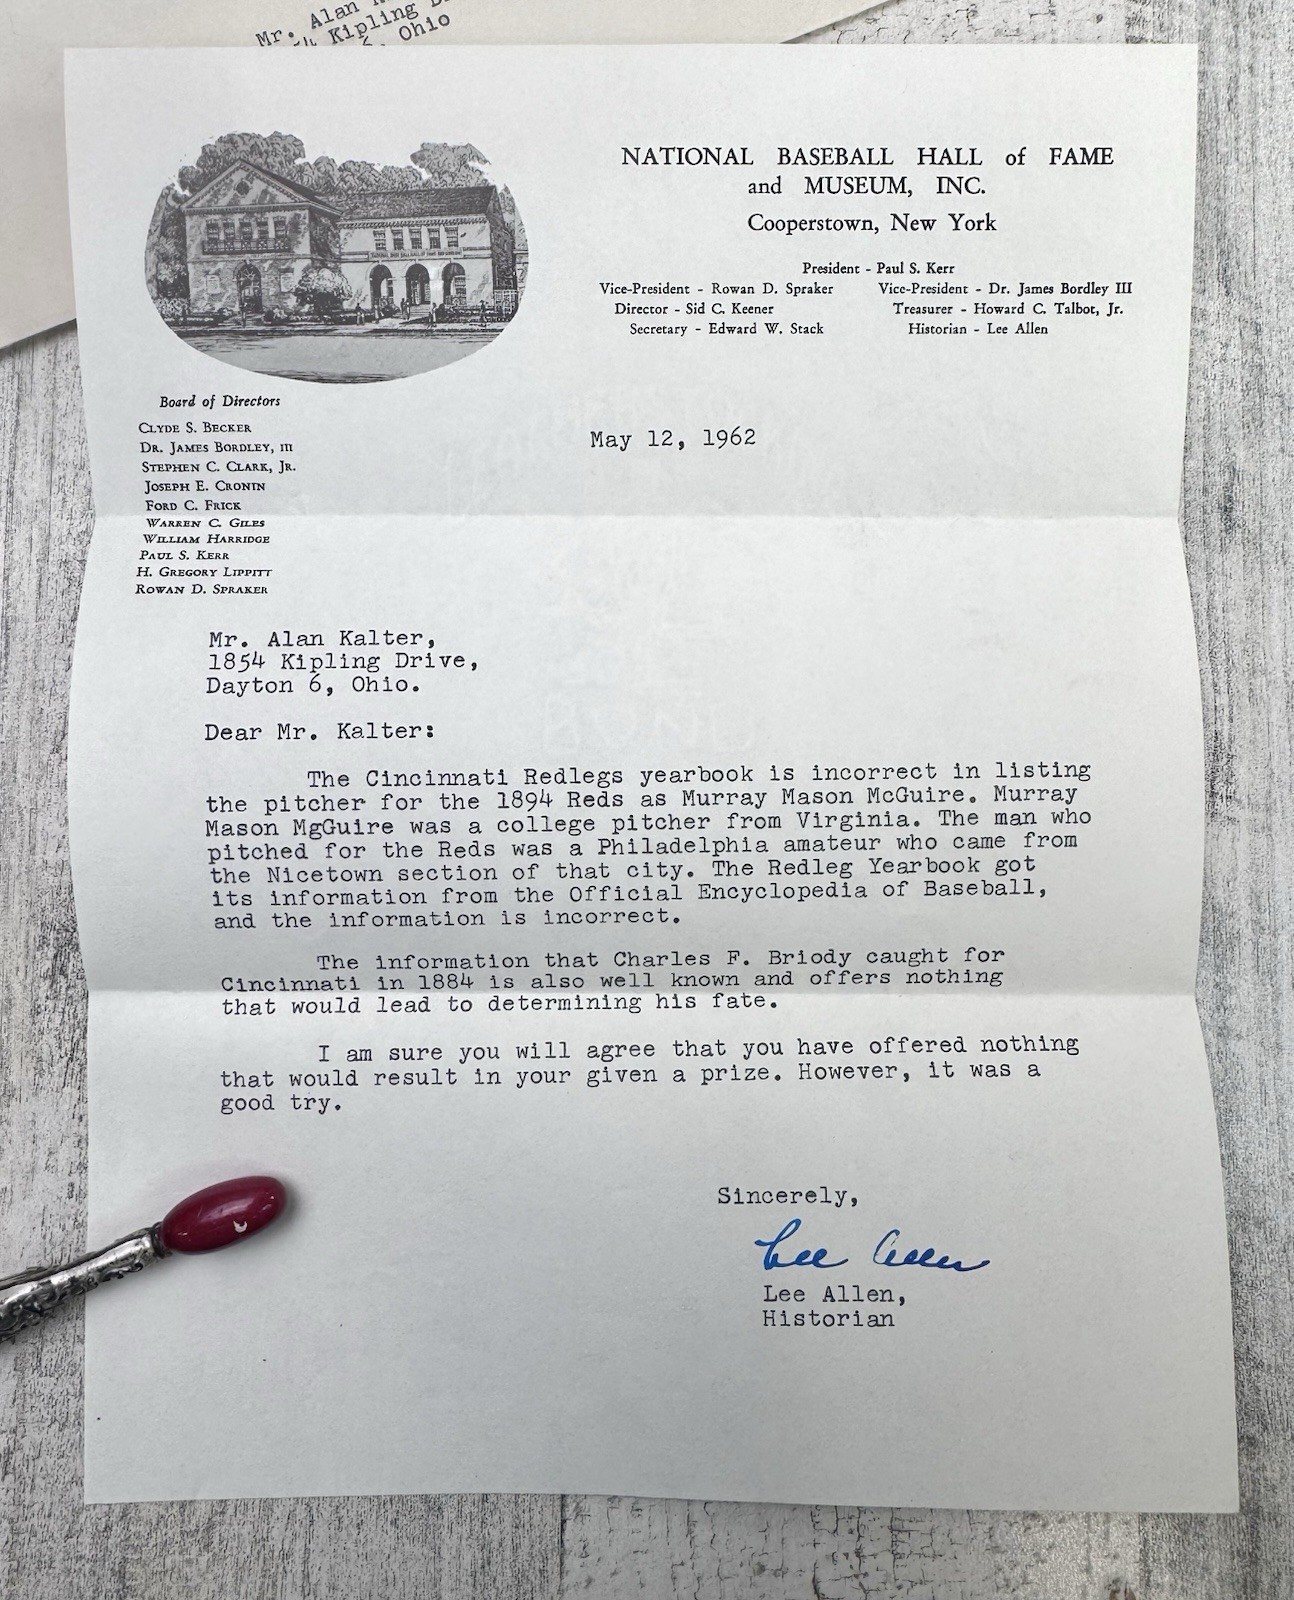 Mr. Alan
Kipling
Ohio
NATIONAL BASEBALL HALL of FAME
and MUSEUM, INC.
Cooperstown, New York
President - Paul S. Kerr
Vice-President - Rowan D. Spraker Vice-President - Dr. James Bordley III
Director - Sid C. Keener Treasurer - Howard C. Talbot, Jr.
Secretary - Edward W. Stack Historian - Lee Allen
Board of Directors
CLYDE S. BECKER
DR. JAMES BORDLEY, III
STEPHEN C. CLARK, JR.
JOSEPH E. CRONIN
FORD C. FRICK
WARREN C. GILES
WILLIAM HARRIDGE
PAUL S. KERR
H. GREGORY LIPPITT
ROWAN D. SPRAKER
May 12, 1962
Mr. Alan Kalter,
1854 Kipling Drive,
Dayton 6, Ohio.
Dear Mr. Kalter:
The Cincinnati Redlegs yearbook is incorrect in listing
the pitcher for the 1894 Reds as Murray Mason McGuire. Murray
Mason MgGuire was a college pitcher from Virginia. The man who
pitched for the Reds was a Philadelphia amateur who came from
the Nicetown section of that city. The Redleg Yearbook got
its information from the Official Encyclopedia of Baseball,
and the information is incorrect.
The information that Charles F. Briody caught for
Cincinnati in 1884 is also well known and offers nothing
that would lead to determining his fate.
I am sure you will agree that you have offered nothing
that would result in your given a prize. However, it was a
good try.
Sincerely,
Lee Allen
Lee Allen,
Historian